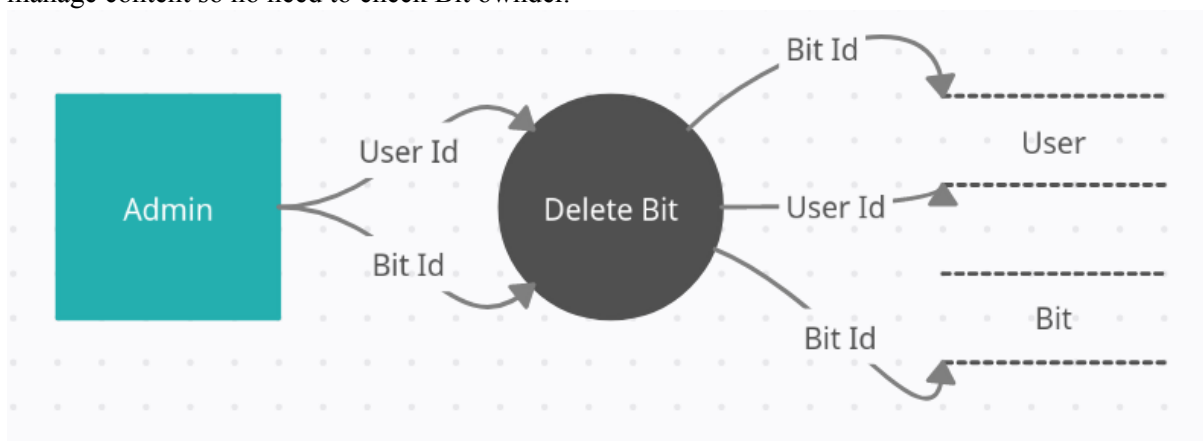 manage content so no need to check Bit ownder.
Bit Id
User Id
User
Admin
Delete Bit
User Id
Bit Id
Bit
Bit Id